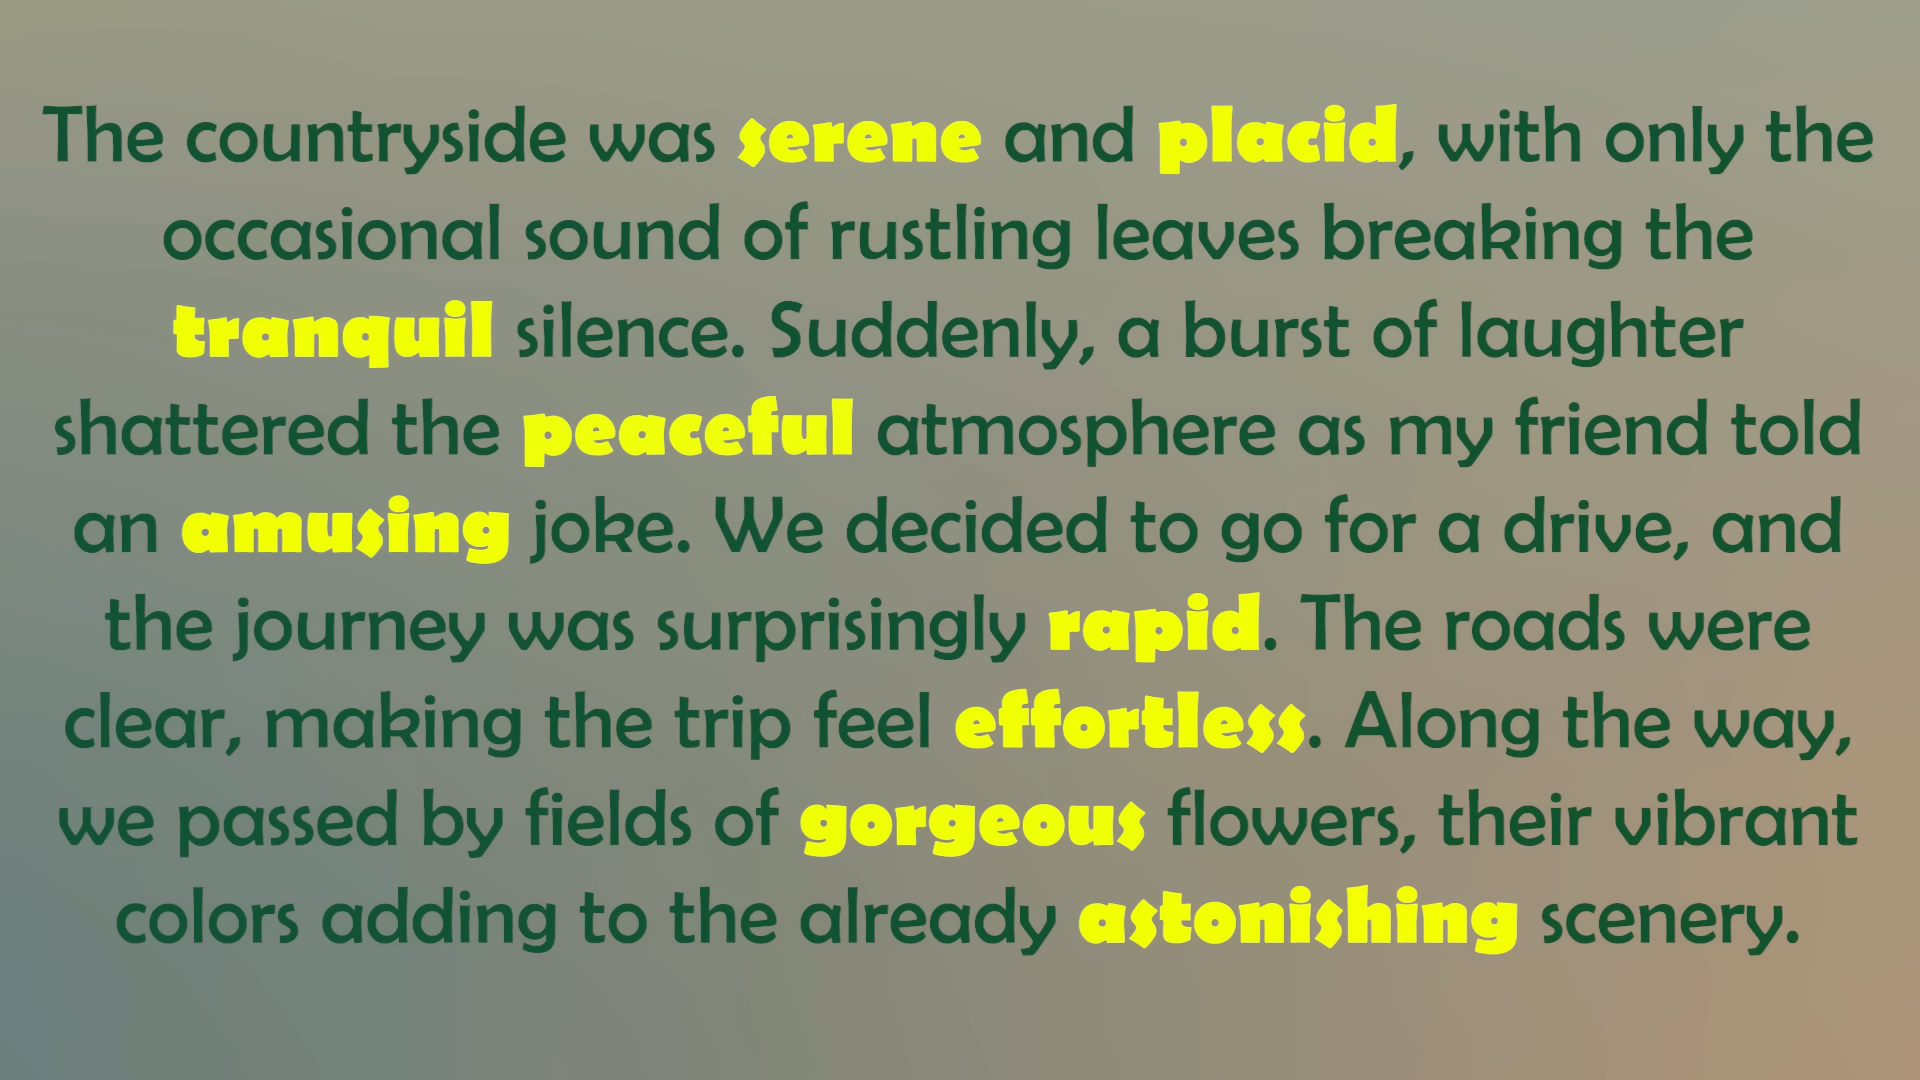 The countryside was serene and placid, with only the
occasional sound of rustling leaves breaking the
tranquil silence. Suddenly, a burst of laughter
shattered the peaceful atmosphere as my friend told
an amusing joke. We decided to go for a drive, and
the journey was surprisingly rapid. The roads were
clear, making the trip feel effortless. Along the way,
we passed by fields of gorgeous flowers, their vibrant
colors adding to the already astonishing scenery.